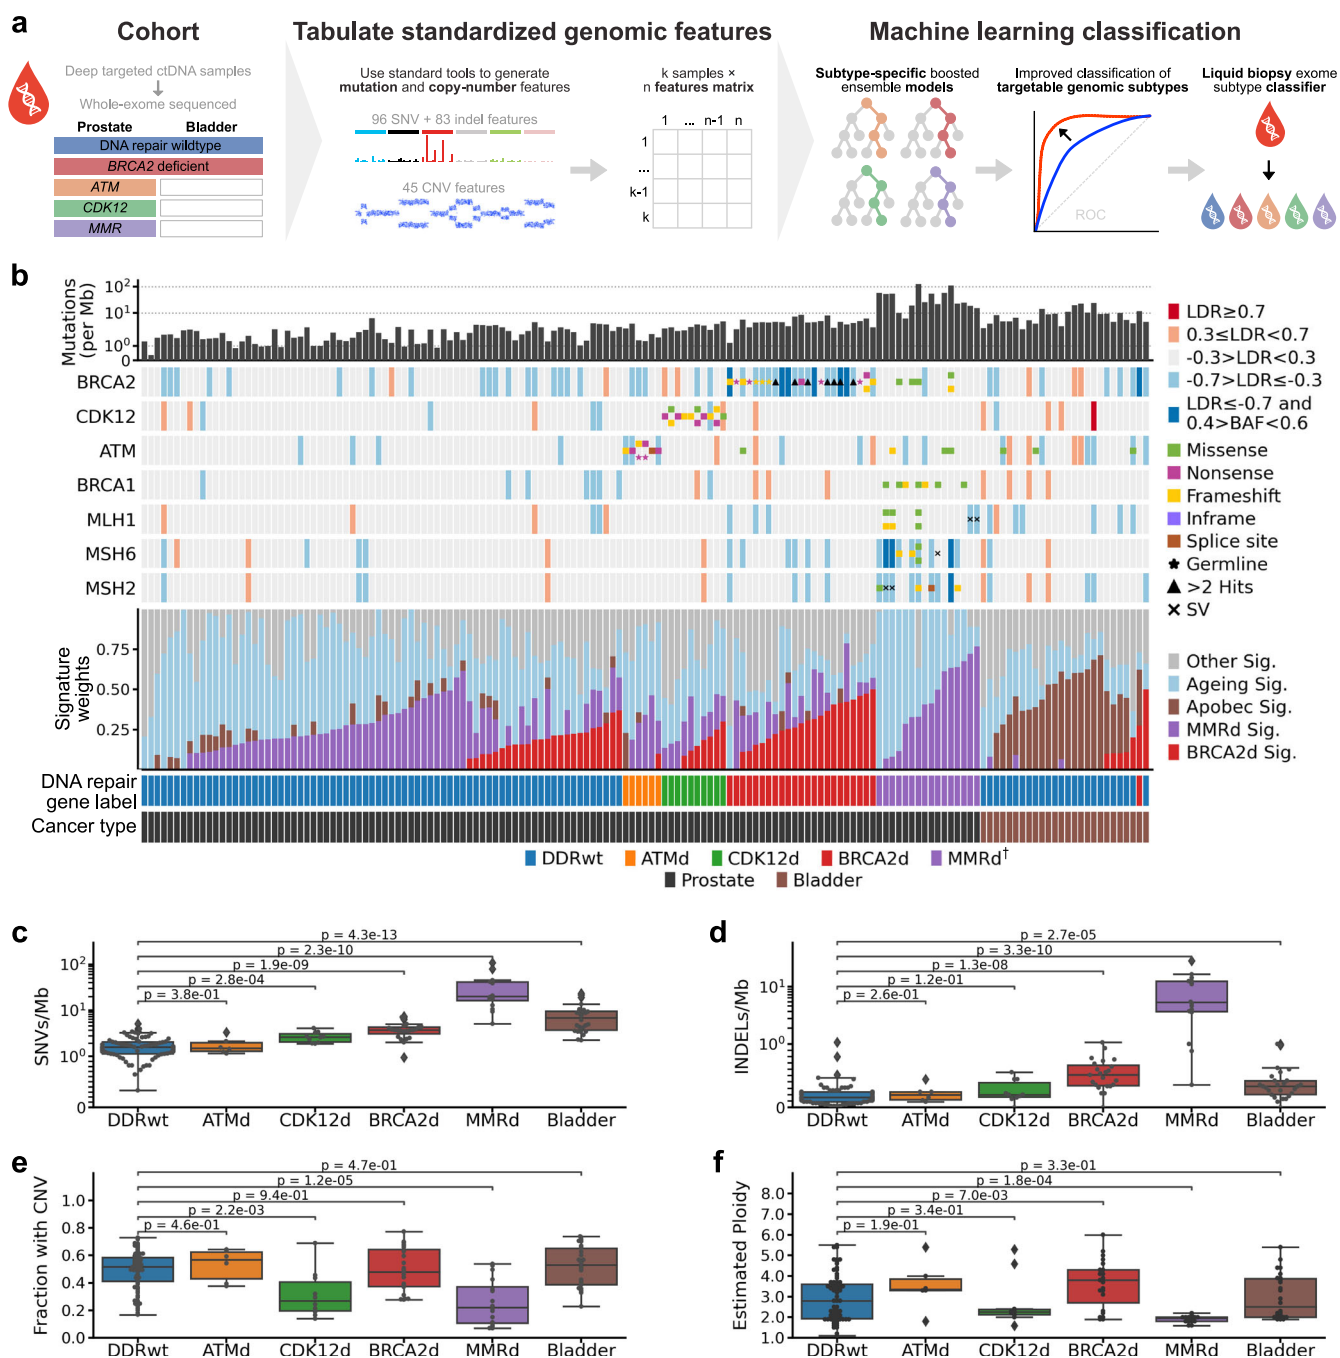 a
Cohort
Tabulate standardized genomic features
Machine learning classification
Deep targeted ctDNA samples
Whole-exome sequenced
Prostate Bladder
DNA repair wildtype
BRCA2 deficient
ATM
CDK12
MMR
Use standard tools to generate
mutation and copy-number features
96 SNV + 83 indel features
45 CNV features
k samples ×
n features matrix
1 ... n-1 n
1
...
k-1
k
Subtype-specific boosted
ensemble models
Improved classification of
targetable genomic subtypes
ROC
Liquid biopsy exome
subtype classifier
b
Mutations
(per Mb)
10²
10¹
10⁰
0
BRCA2
CDK12
ATM
BRCA1
MLH1
MSH6
MSH2
LDR≥0.7
0.3≤LDR<0.7
-0.3>LDR<0.3
-0.7>LDR≤-0.3
LDR≤-0.7 and
0.4>BAF<0.6
Missense
Nonsense
Frameshift
Inframe
Splice site
Germline
>2 Hits
SV
Signature
weights
0.75
0.50
0.25
Other Sig.
Ageing Sig.
Apobec Sig.
MMRd Sig.
BRCA2d Sig.
DNA repair
gene label
Cancer type
DDRwt ATMd CDK12d BRCA2d MMRd†
Prostate Bladder
c
SNVs/Mb
10²
10¹
10⁰
0
p = 4.3e-13
p = 2.3e-10
p = 1.9e-09
p = 2.8e-04
p = 3.8e-01
DDRwt ATMd CDK12d BRCA2d MMRd Bladder
d
INDELs/Mb
10¹
10⁰
0
p = 2.7e-05
p = 3.3e-10
p = 1.3e-08
p = 1.2e-01
p = 2.6e-01
DDRwt ATMd CDK12d BRCA2d MMRd Bladder
e
Fraction with CNV
1.0
0.8
0.6
0.4
0.2
0.0
p = 4.7e-01
p = 1.2e-05
p = 9.4e-01
p = 2.2e-03
p = 4.6e-01
DDRwt ATMd CDK12d BRCA2d MMRd Bladder
f
Estimated Ploidy
8.0
7.0
6.0
5.0
4.0
3.0
2.0
1.0
p = 3.3e-01
p = 1.8e-04
p = 7.0e-03
p = 3.4e-01
p = 1.9e-01
DDRwt ATMd CDK12d BRCA2d MMRd Bladder